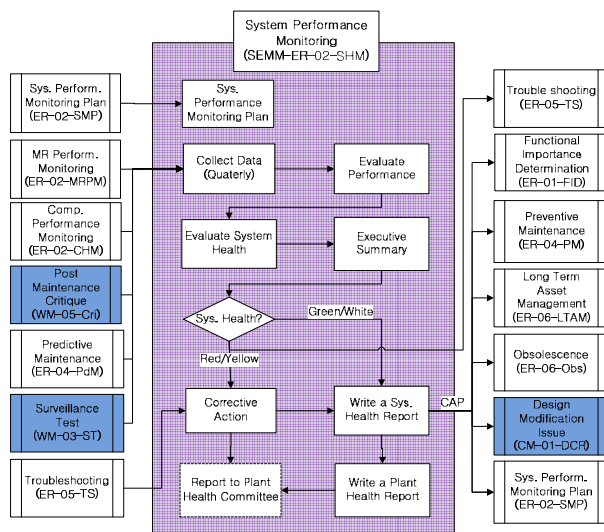 System Performance
Monitoring
(SEMM-ER-02-SHM)
Sys. Perform.
Monitoring Plan
(ER-02-SMP)
MR Perform.
Monitoring
(ER-02-MRPM)
Comp.
Performance
Monitoring
(ER-02-CHM)
Post
Maintenance
Critique
(WM-05-Cri)
Predictive
Maintenance
(ER-04-PdM)
Surveillance
Test
(WM-03-ST)
Troubleshooting
(ER-05-TS)
Sys.
Performance
Monitoring Plan
Collect Data
(Quaterly)
Evaluate
Performance
Evaluate System
Health
Executive
Summary
Sys. Health?
Green/White
Red/Yellow
Corrective
Action
Write a Sys.
Health Report
CAP
Report to Plant
Health Committee
Write a Plant
Health Report
Trouble shooting
(ER-05-TS)
Functional
Importance
Determination
(ER-01-FID)
Preventive
Maintenance
(ER-04-PM)
Long Term
Asset
Management
(ER-06-LTAM)
Obsolescence
(ER-06-Obs)
Design
Modification
Issue
(CM-01-DCR)
Sys. Perform.
Monitoring Plan
(ER-02-SMP)